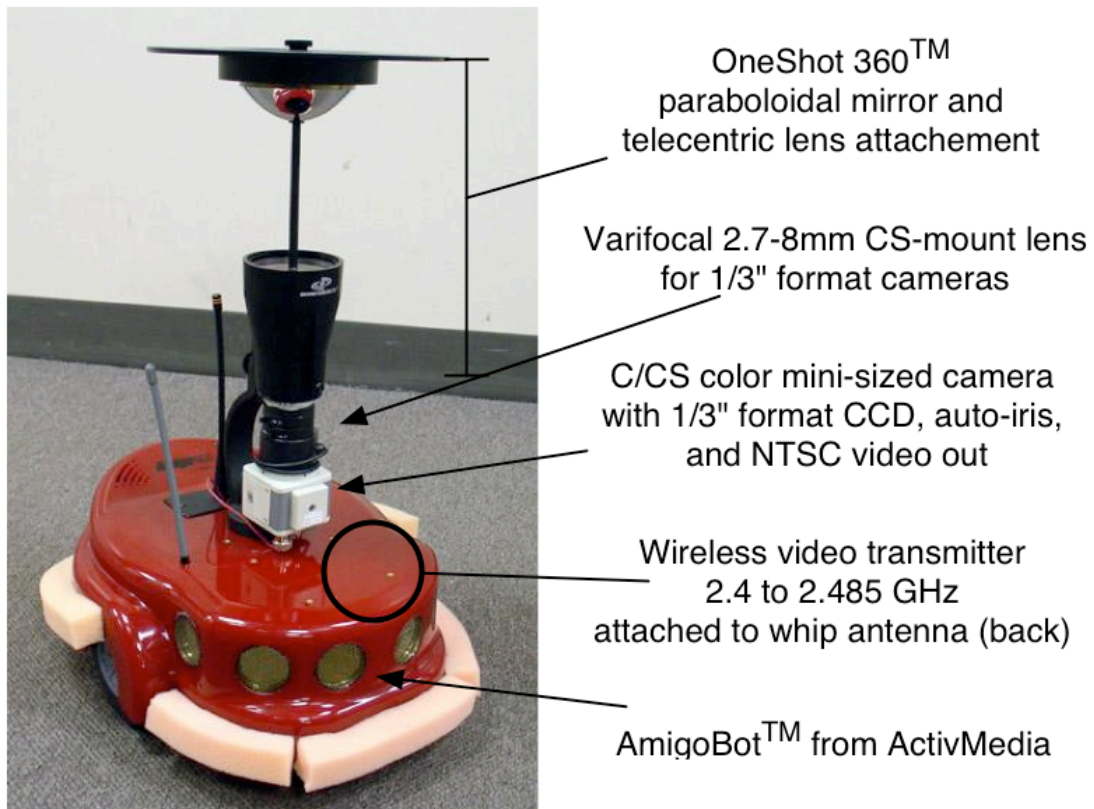 OneShot 360TM
paraboloidal mirror and
telecentric lens attachement
Varifocal 2.7-8mm CS-mount lens
for 1/3" format cameras
C/CS color mini-sized camera
with 1/3" format CCD, auto-iris,
and NTSC video out
Wireless video transmitter
2.4 to 2.485 GHz
attached to whip antenna (back)
AmigoBotTM from ActivMedia